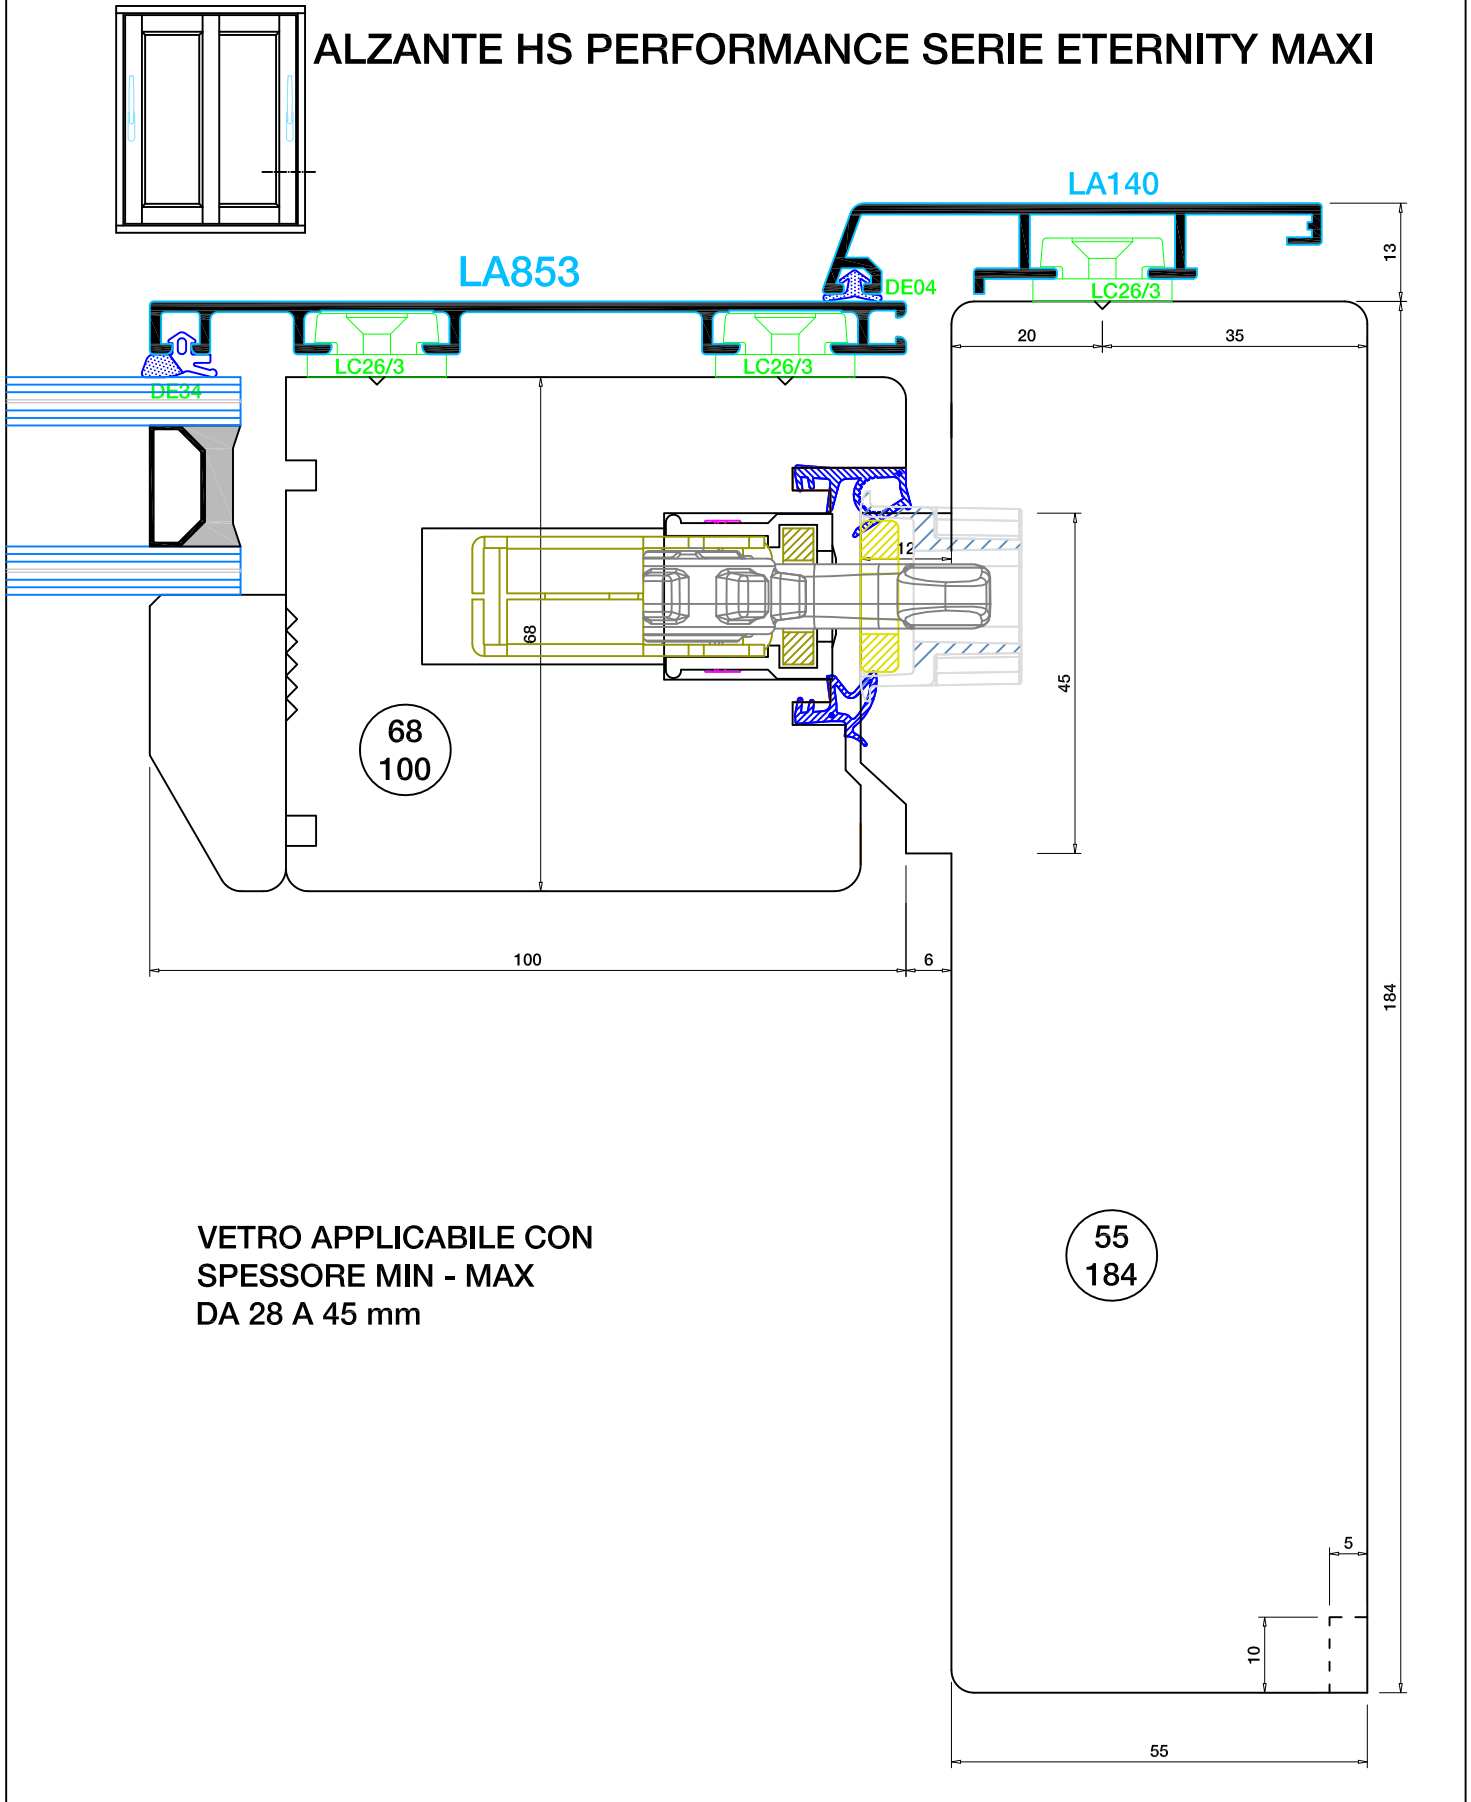 ALZANTE HS PERFORMANCE SERIE ETERNITY MAXI
LA140
13
LA853
DE04
LC26/3
20
35
LC26/3
LC26/3
DE34
12
68
45
68
100
100
6
184
VETRO APPLICABILE CON
SPESSORE MIN - MAX
DA 28 A 45 mm
55
184
5
10
55